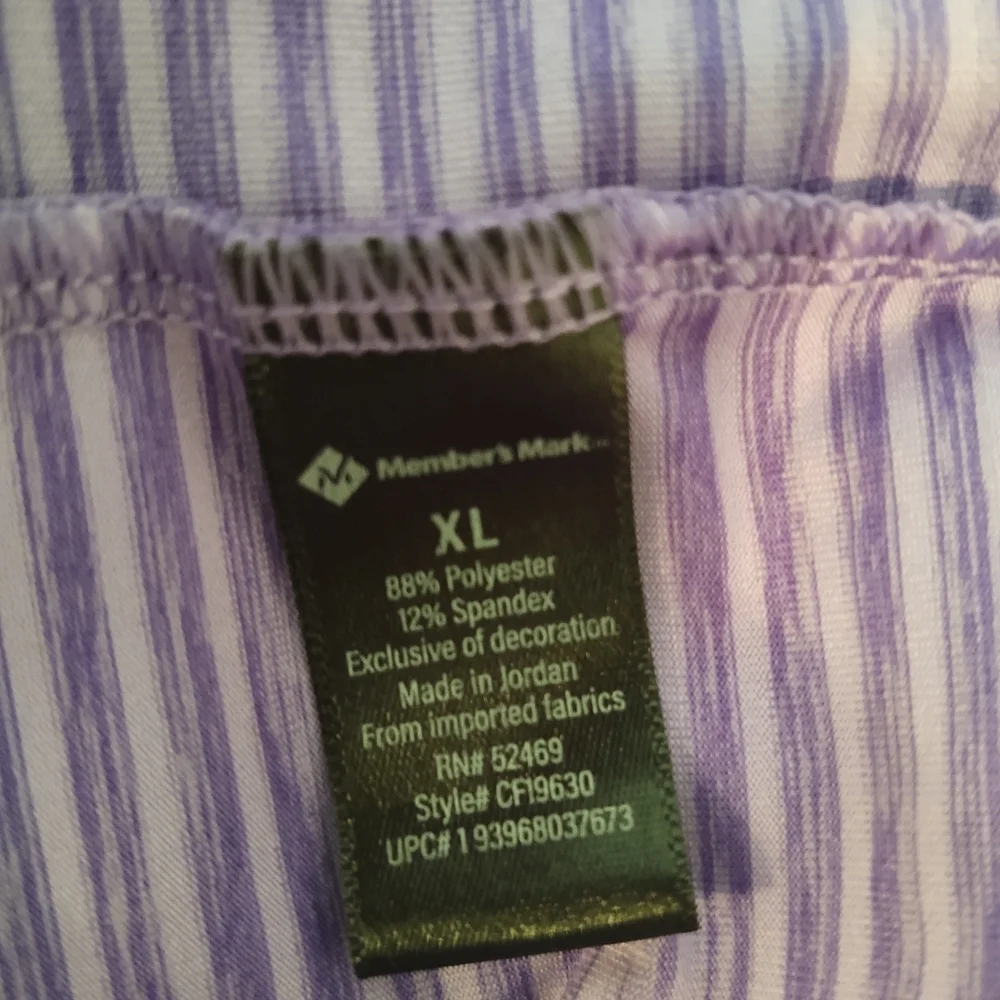 Member's Mark
XL
88% Polyester
12% Spandex
Exclusive of decoration
Made in Jordan
From imported fabrics
RN# 52469
Style# CF19630
UPC# 1 93968037673